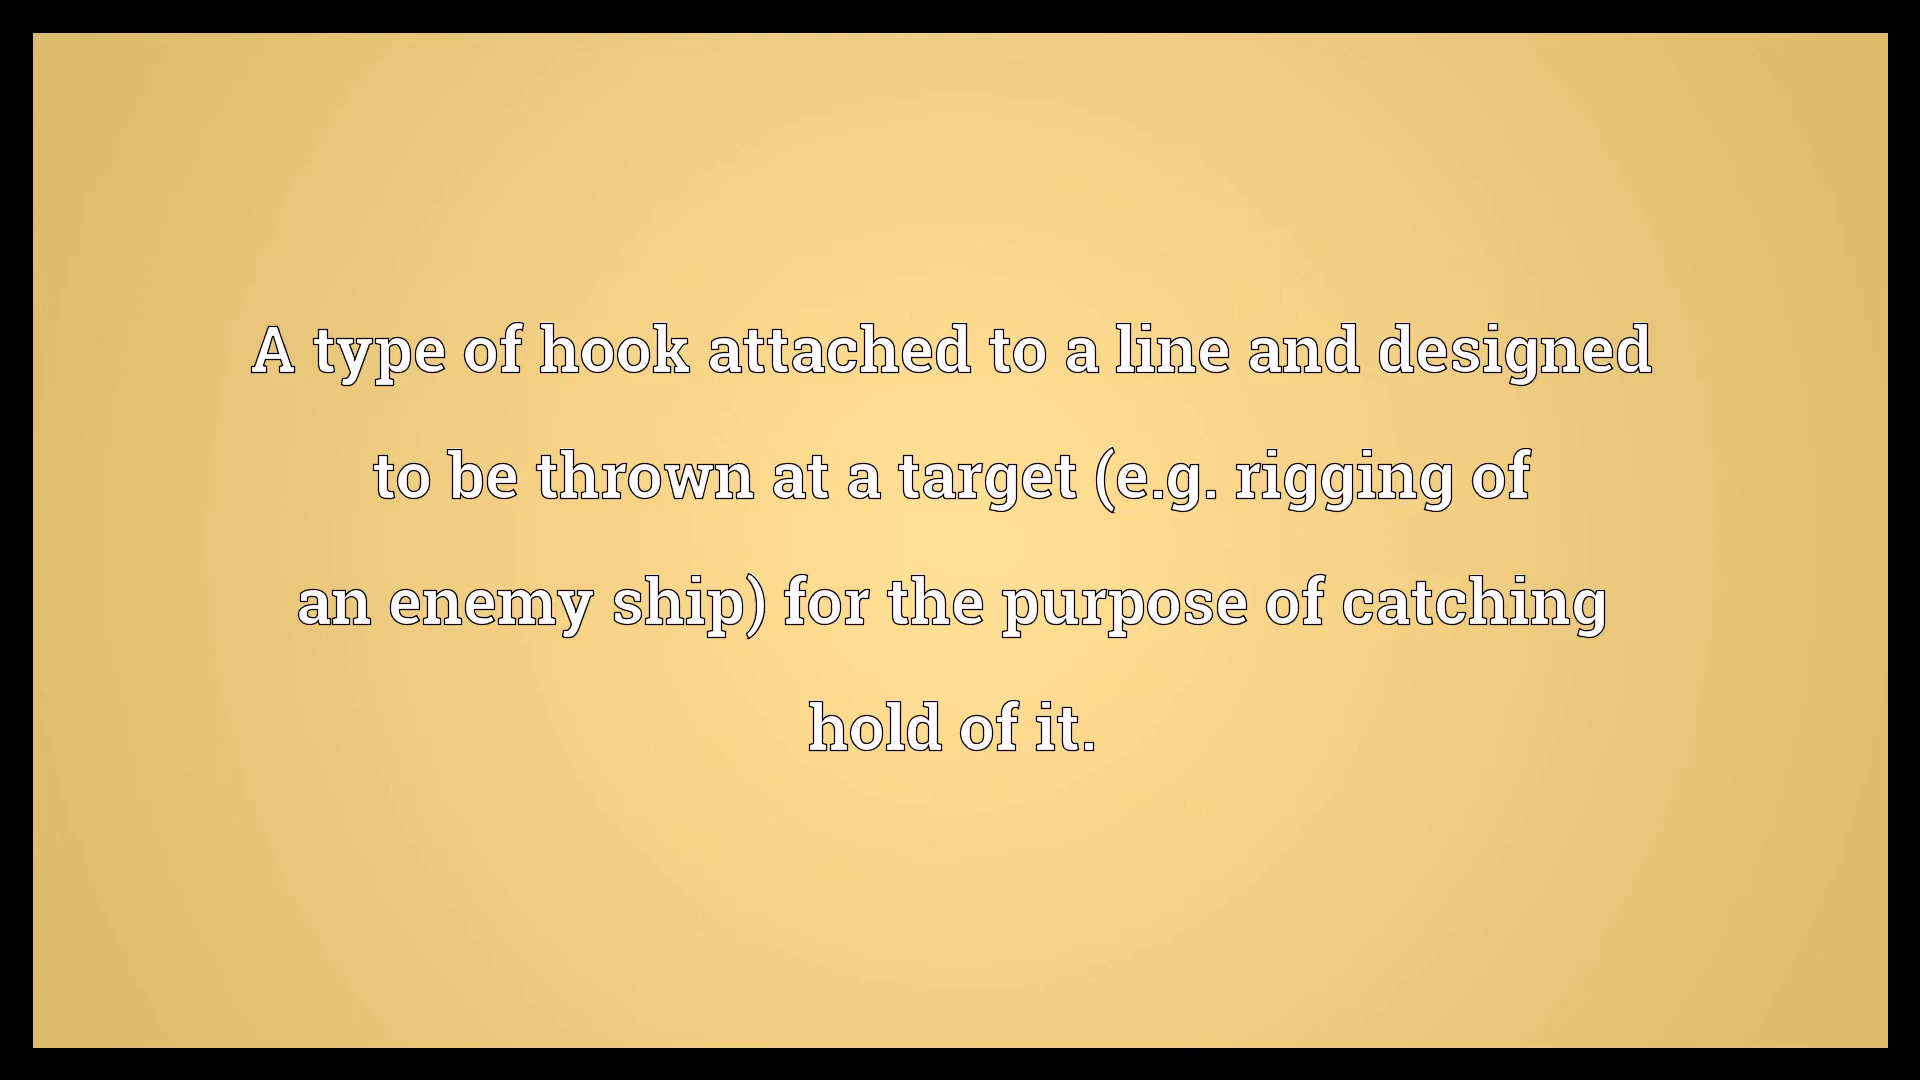 A type of hook attached to a line and designed
to be thrown at a target (e.g. rigging of
an enemy ship) for the purpose of catching
hold of it.